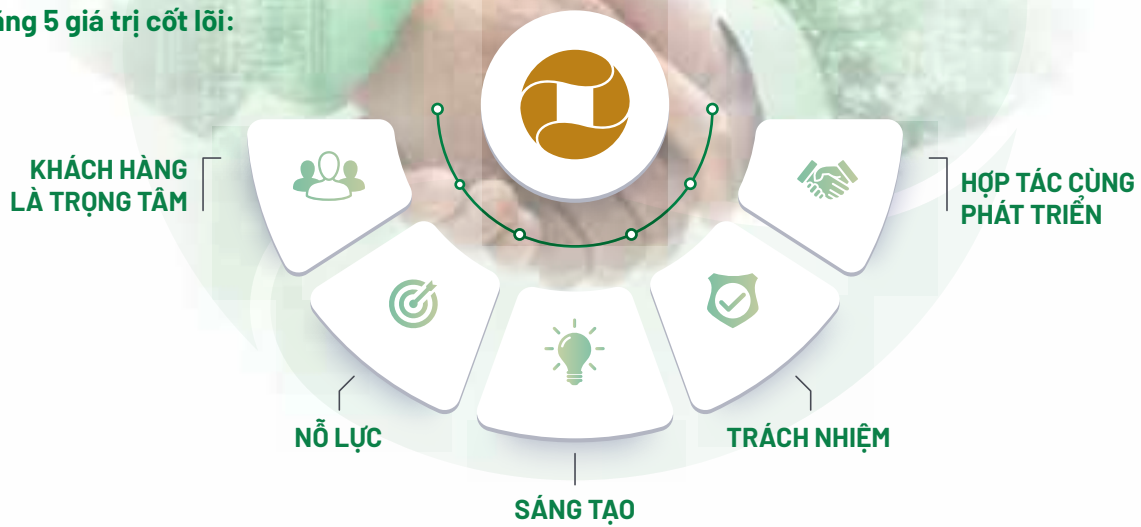 5 giá trị cốt lõi:
KHÁCH HÀNG
LÀ TRỌNG TÂM
HỢP TÁC CÙNG
PHÁT TRIỂN
NỖ LỰC
TRÁCH NHIỆM
SÁNG TẠO